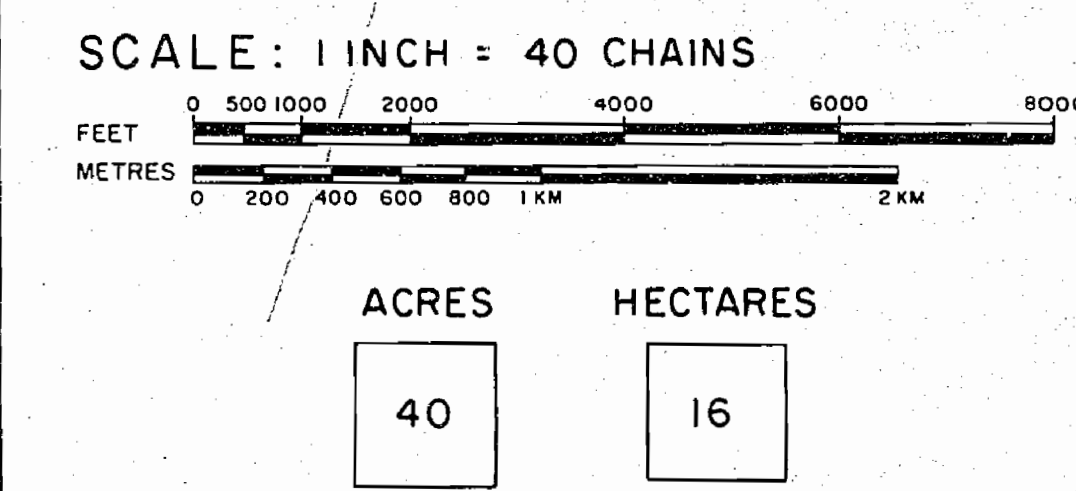 SCALE: 1 INCH = 40 CHAINS
0 500 1000 2000 4000 6000 8000
FEET
METRES
0 200 400 600 800 1 KM 2 KM
ACRES HECTARES
40 16